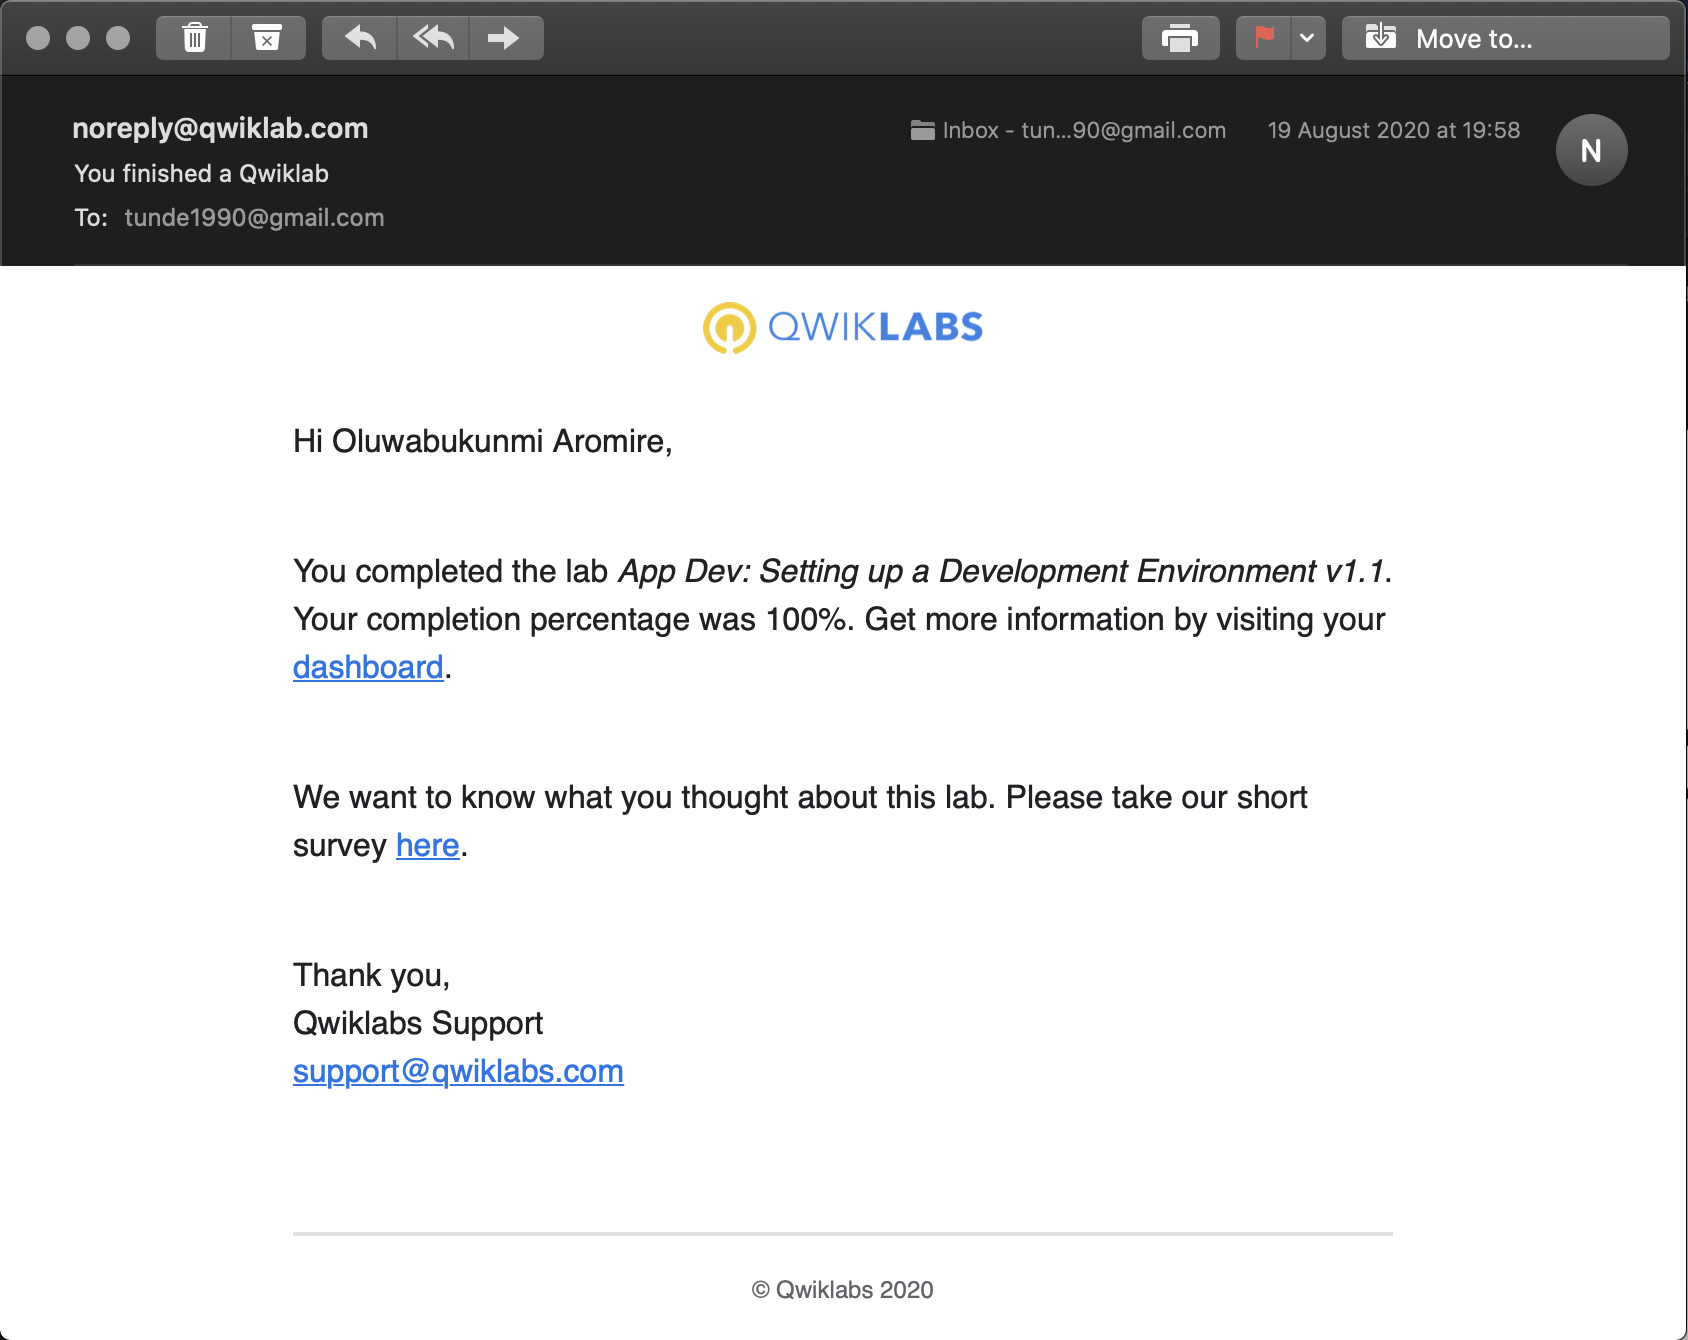 Move to...
noreply@qwiklab.com
Inbox - tun...90@gmail.com 19 August 2020 at 19:58
N
You finished a Qwiklab
To: tunde1990@gmail.com
QWIKLABS
Hi Oluwabukunmi Aromire,
You completed the lab App Dev: Setting up a Development Environment v1.1.
Your completion percentage was 100%. Get more information by visiting your
dashboard.
We want to know what you thought about this lab. Please take our short
survey here.
Thank you,
Qwiklabs Support
support@qwiklabs.com
© Qwiklabs 2020